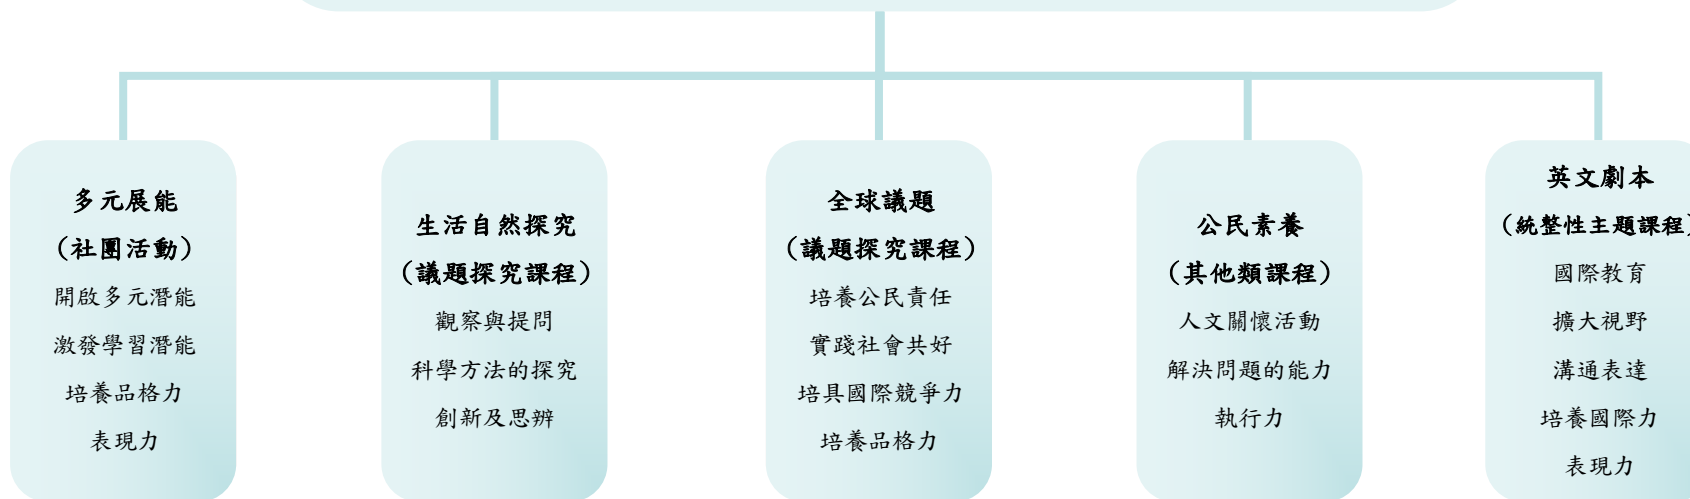 多元展能
（社團活動）
開啟多元潛能
激發學習潛能
培養品格力
表現力
生活自然探究
（議題探究課程）
觀察與提問
科學方法的探究
創新及思辨
全球議題
（議題探究課程）
培養公民責任
實踐社會共好
培具國際競爭力
培養品格力
公民素養
（其他類課程）
人文關懷活動
解決問題的能力
執行力
英文劇本
（統整性主題課程）
國際教育
擴大視野
溝通表達
培養國際力
表現力